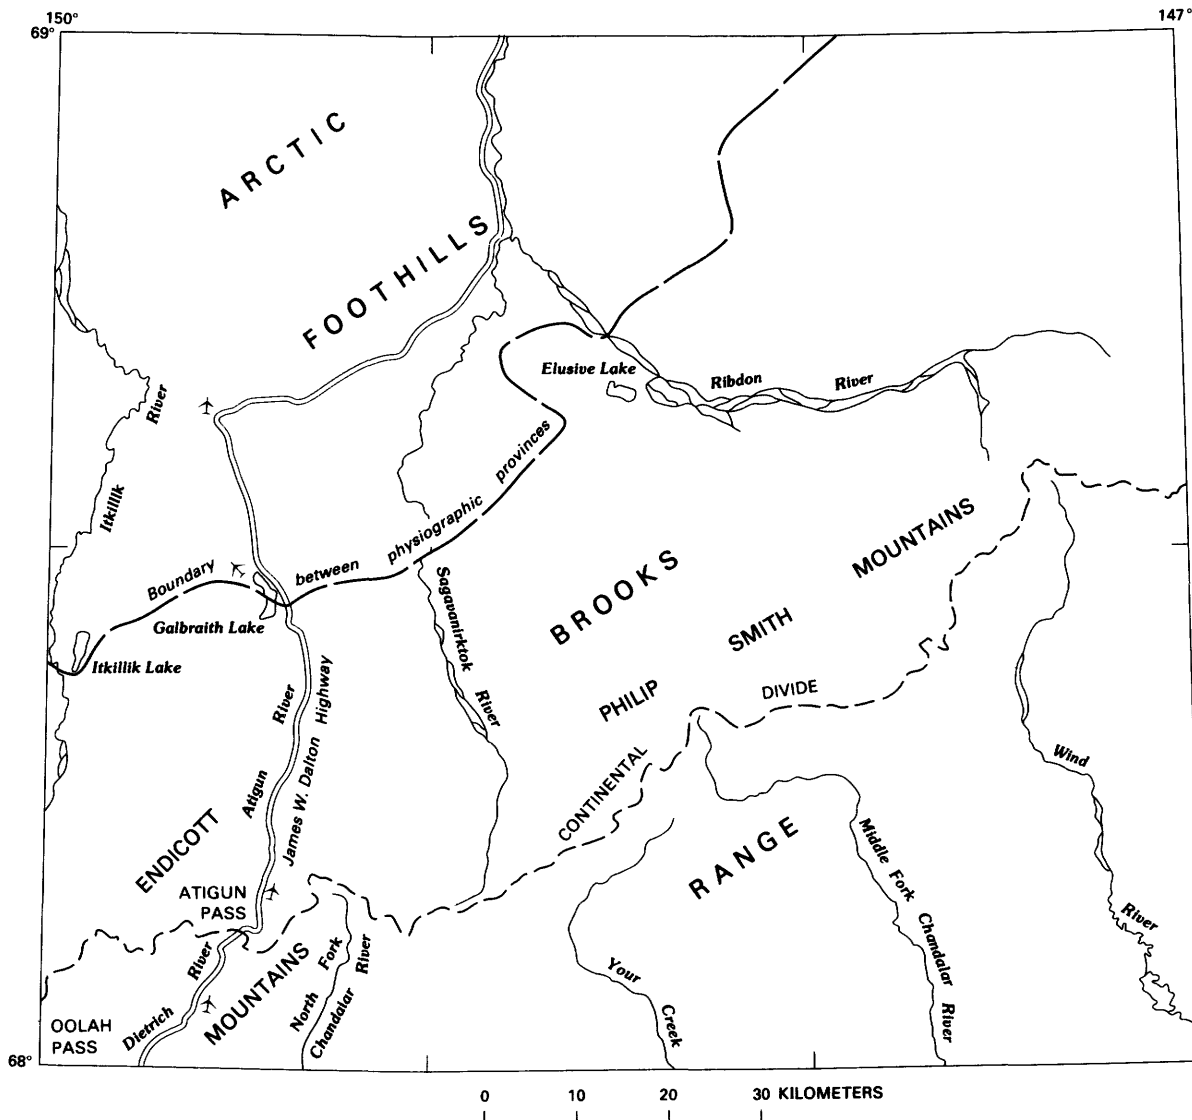 150°
147°
69°
ARCTIC
FOOTHILLS
Elusive Lake
Ribdon River
Itkillik River
Boundary between physiographic provinces
Galbraith Lake
Itkillik Lake
Sagavanirktok River
BROOKS
RANGE
PHILIP SMITH MOUNTAINS
CONTINENTAL DIVIDE
Atigun River
James W. Dalton Highway
ENDICOTT
MOUNTAINS
ATIGUN
PASS
Wind River
Middle Fork Chandalar River
North Fork
Chandalar River
Your Creek
Dietrich River
OOLAH
PASS
68°
0 10 20 30 KILOMETERS